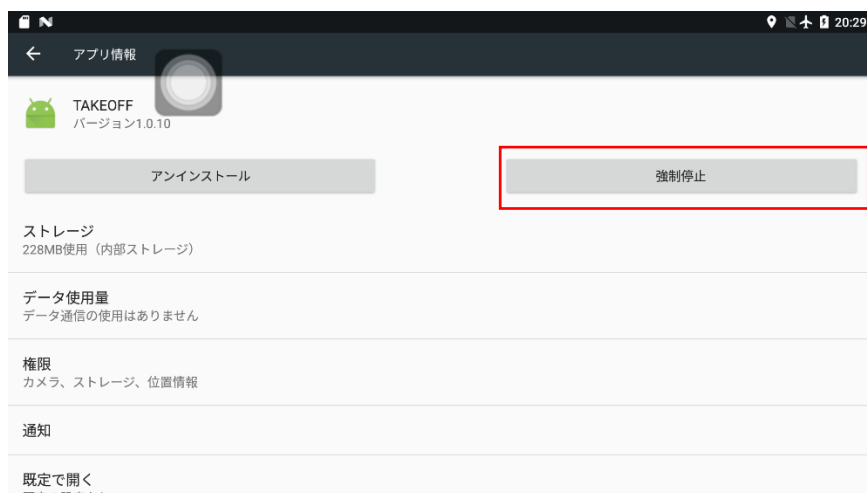 20:29
アプリ情報
TAKEOFF
バージョン1.0.10
アンインストール
強制停止
ストレージ
228MB使用（内部ストレージ）
データ使用量
データ通信の使用はありません
権限
カメラ、ストレージ、位置情報
通知
既定で開く